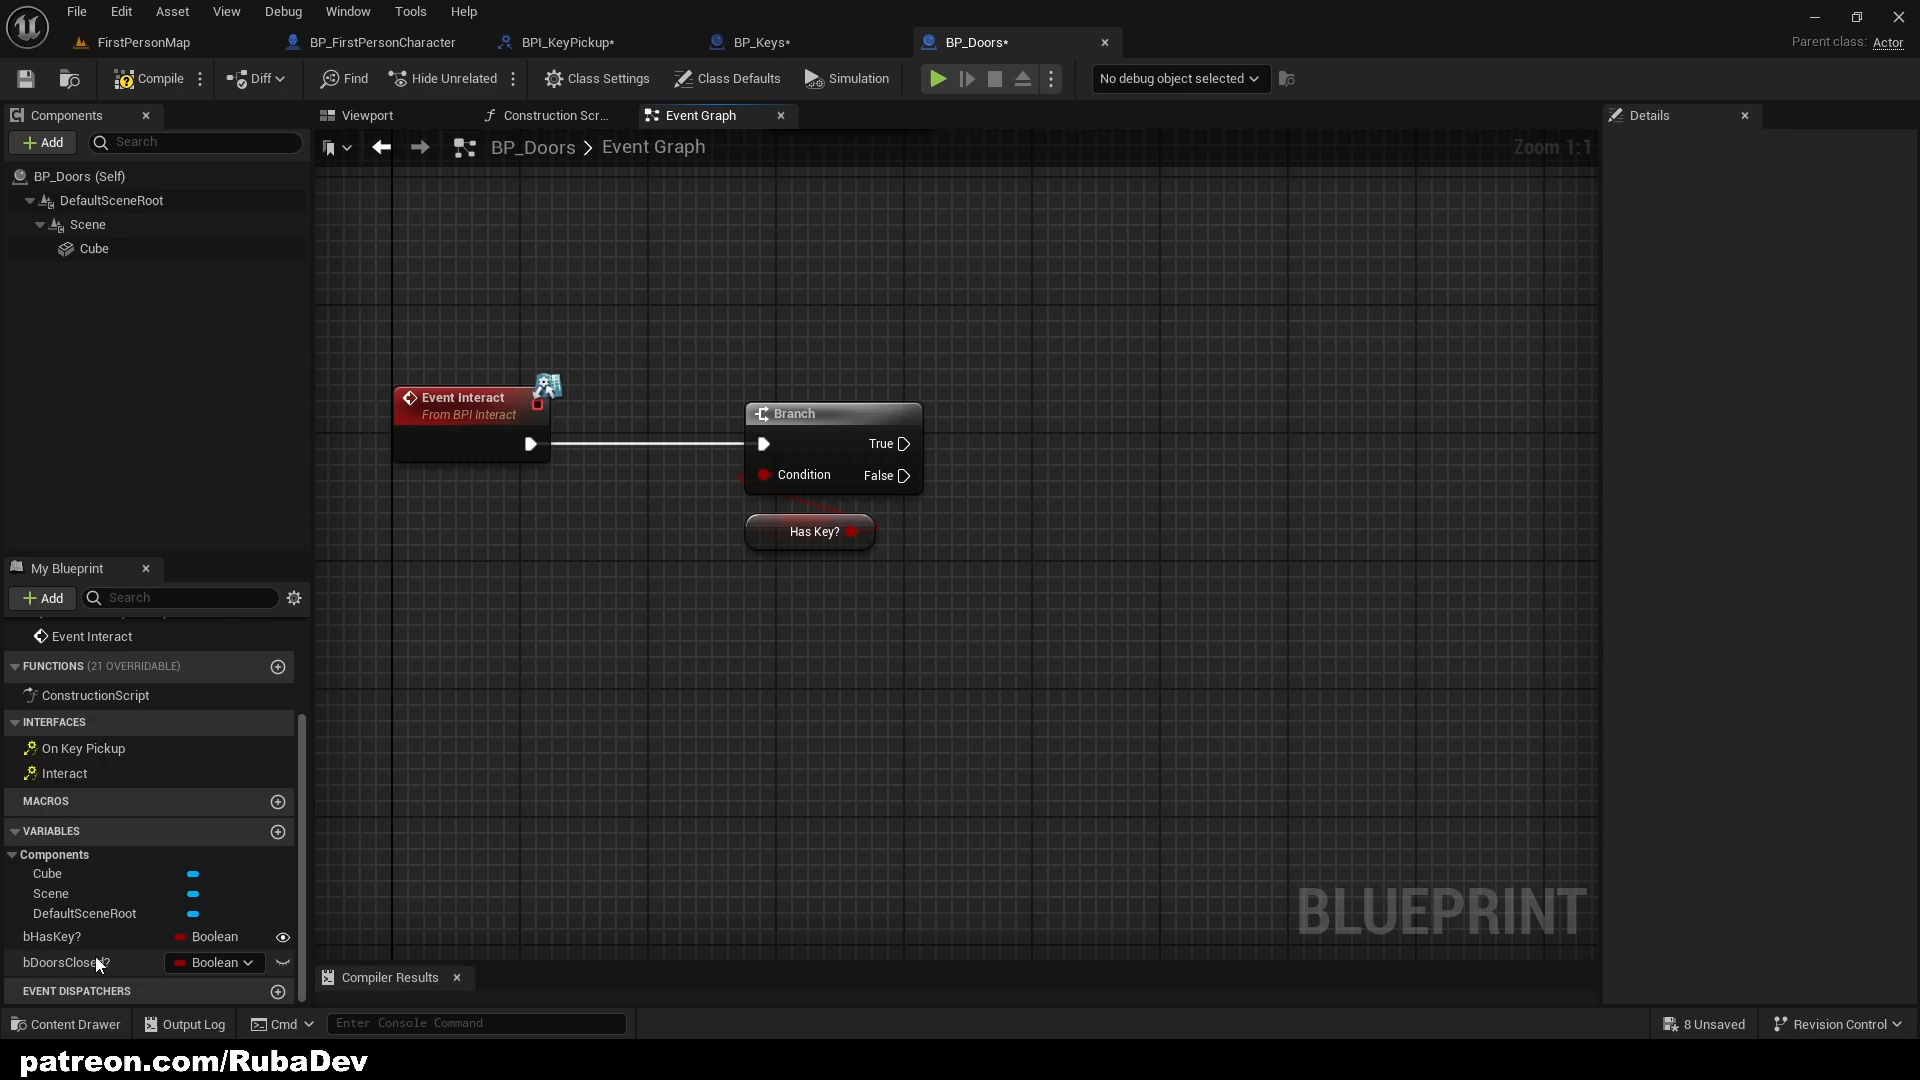 File Edit Asset View Debug Window Tools Help
FirstPersonMap BP_FirstPersonCharacter BPI_KeyPickup* BP_Keys* BP_Doors*
Parent class: Actor
Compile Diff Find Hide Unrelated Class Settings Class Defaults Simulation No debug object selected
Components Viewport Construction Scr... Event Graph Details
Add Search
BP_Doors > Event Graph Zoom 1:1
BP_Doors (Self)
DefaultSceneRoot
Scene
Cube
Event Interact
From BPI Interact
Branch
True
Condition False
Has Key?
My Blueprint
Add Search
Event Interact
FUNCTIONS (21 OVERRIDABLE)
ConstructionScript
INTERFACES
On Key Pickup
Interact
MACROS
VARIABLES
Components
Cube
Scene
DefaultSceneRoot
bHasKey? Boolean
Boolean
EVENT DISPATCHERS
BLUEPRINT
Compiler Results
Content Drawer Output Log Cmd Enter Console Command 8 Unsaved Revision Control
patreon.com/RubaDev